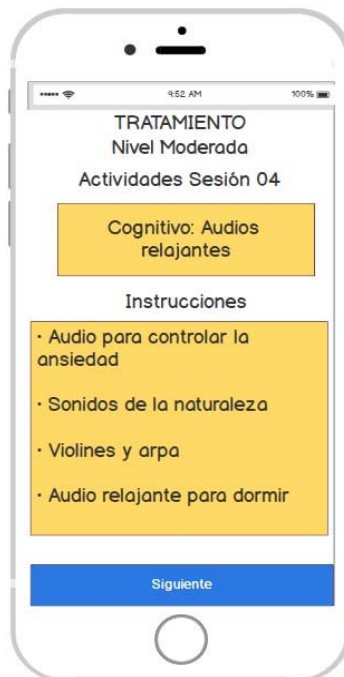 9:52 AM
100%
TRATAMIENTO
Nivel Moderada
Actividades Sesión 04
Cognitivo: Audios
relajantes
Instrucciones
· Audio para controlar la
ansiedad
· Sonidos de la naturaleza
· Violines y arpa
· Audio relajante para dormir
Siguiente